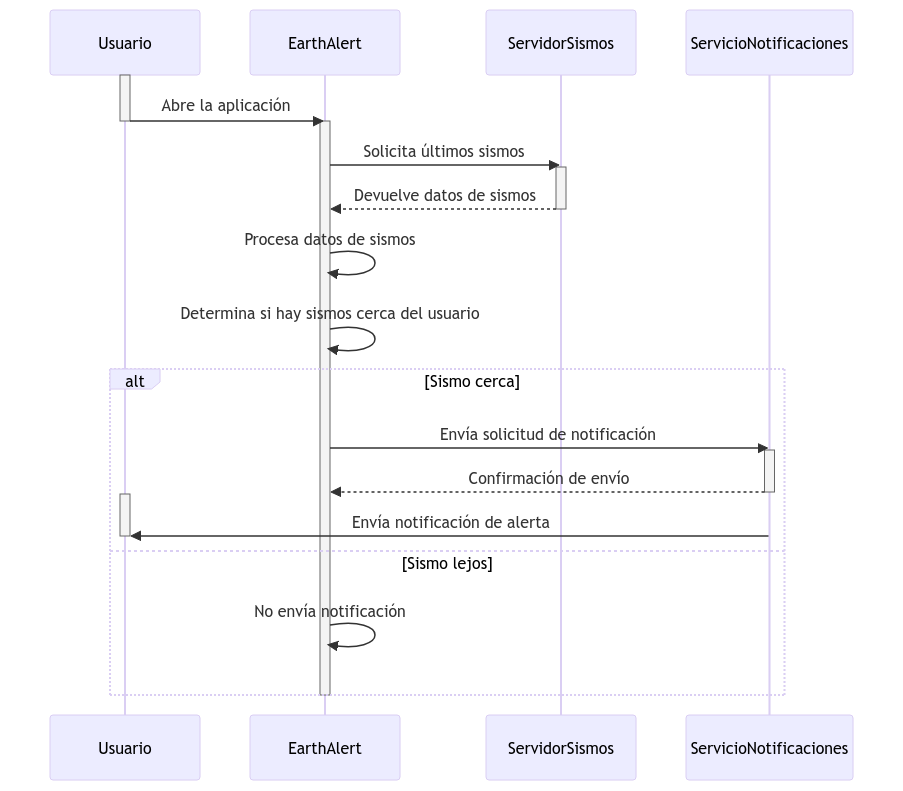 Usuario
EarthAlert
ServidorSismos
ServicioNotificaciones
Abre la aplicación
Solicita últimos sismos
Devuelve datos de sismos
Procesa datos de sismos
Determina si hay sismos cerca del usuario
alt
[Sismo cerca]
Envía solicitud de notificación
Confirmación de envío
Envía notificación de alerta
[Sismo lejos]
No envía notificación
Usuario
EarthAlert
ServidorSismos
ServicioNotificaciones